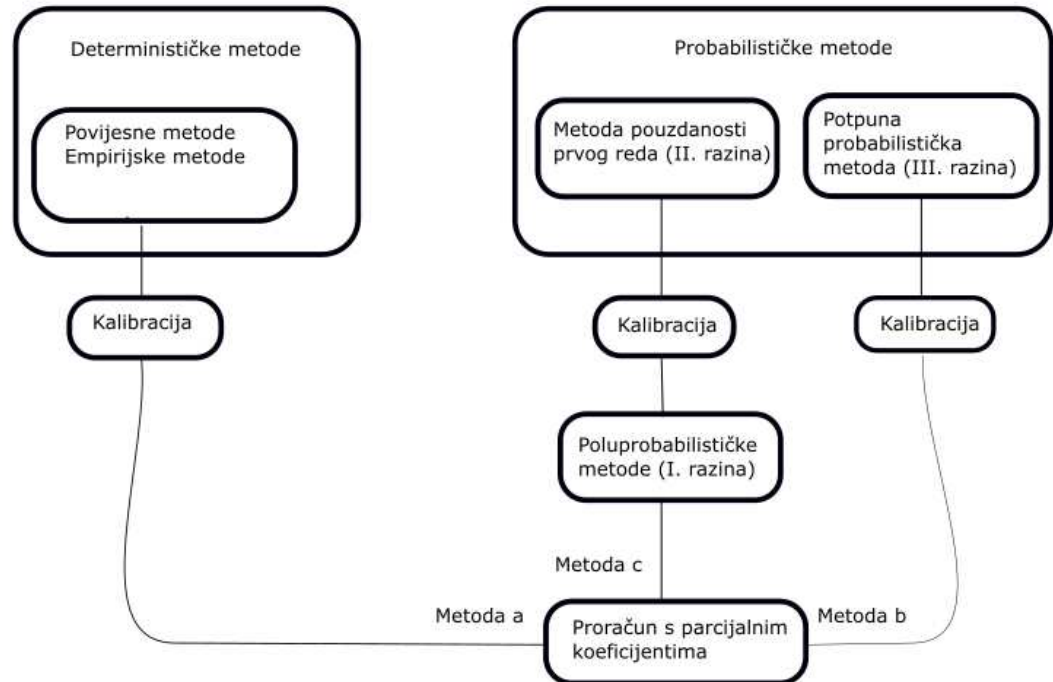 Determinističke metode
Povijesne metode
Empirijske metode
Probabilističke metode
Metoda pouzdanosti
prvog reda (II. razina)
Potpuna
probabilistička
metoda (III. razina)
Kalibracija
Kalibracija
Kalibracija
Poluprobabilističke
metode (I. razina)
Metoda c
Metoda a
Metoda b
Proračun s parcijalnim
koeficijentima